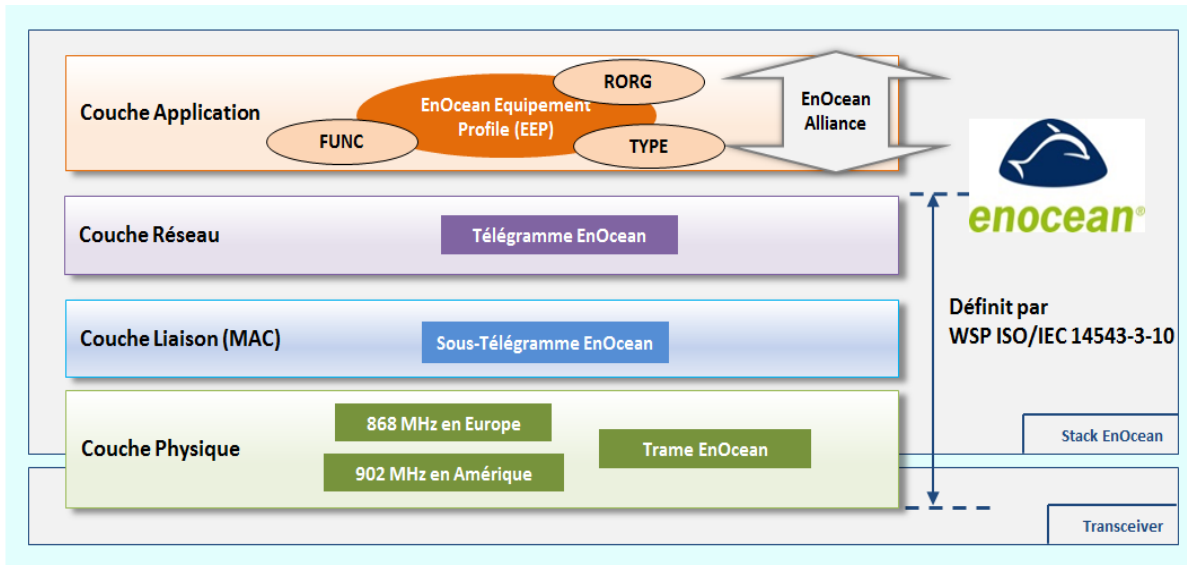 Couche Application
EnOcean Equipement
Profile (EEP)
RORG
FUNC
TYPE
EnOcean
Alliance
enocean®
Couche Réseau
Télégramme EnOcean
Couche Liaison (MAC)
Sous-Télégramme EnOcean
Définit par
WSP ISO/IEC 14543-3-10
Couche Physique
868 MHz en Europe
902 MHz en Amérique
Trame EnOcean
Stack EnOcean
Transceiver